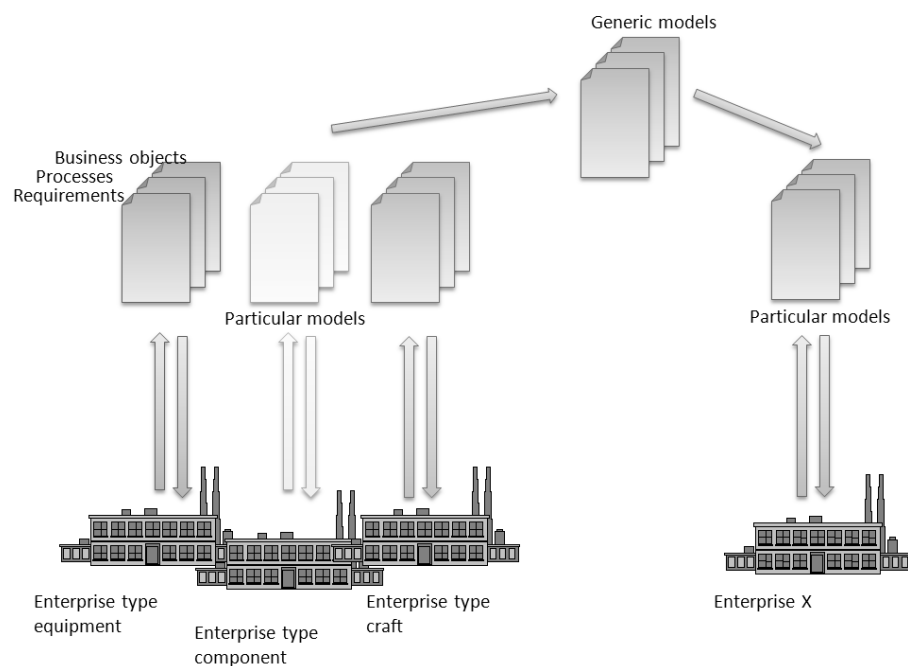 Generic models
Business objects
Processes
Requirements
Particular models
Particular models
Enterprise type
equipment
Enterprise type
component
Enterprise type
craft
Enterprise X